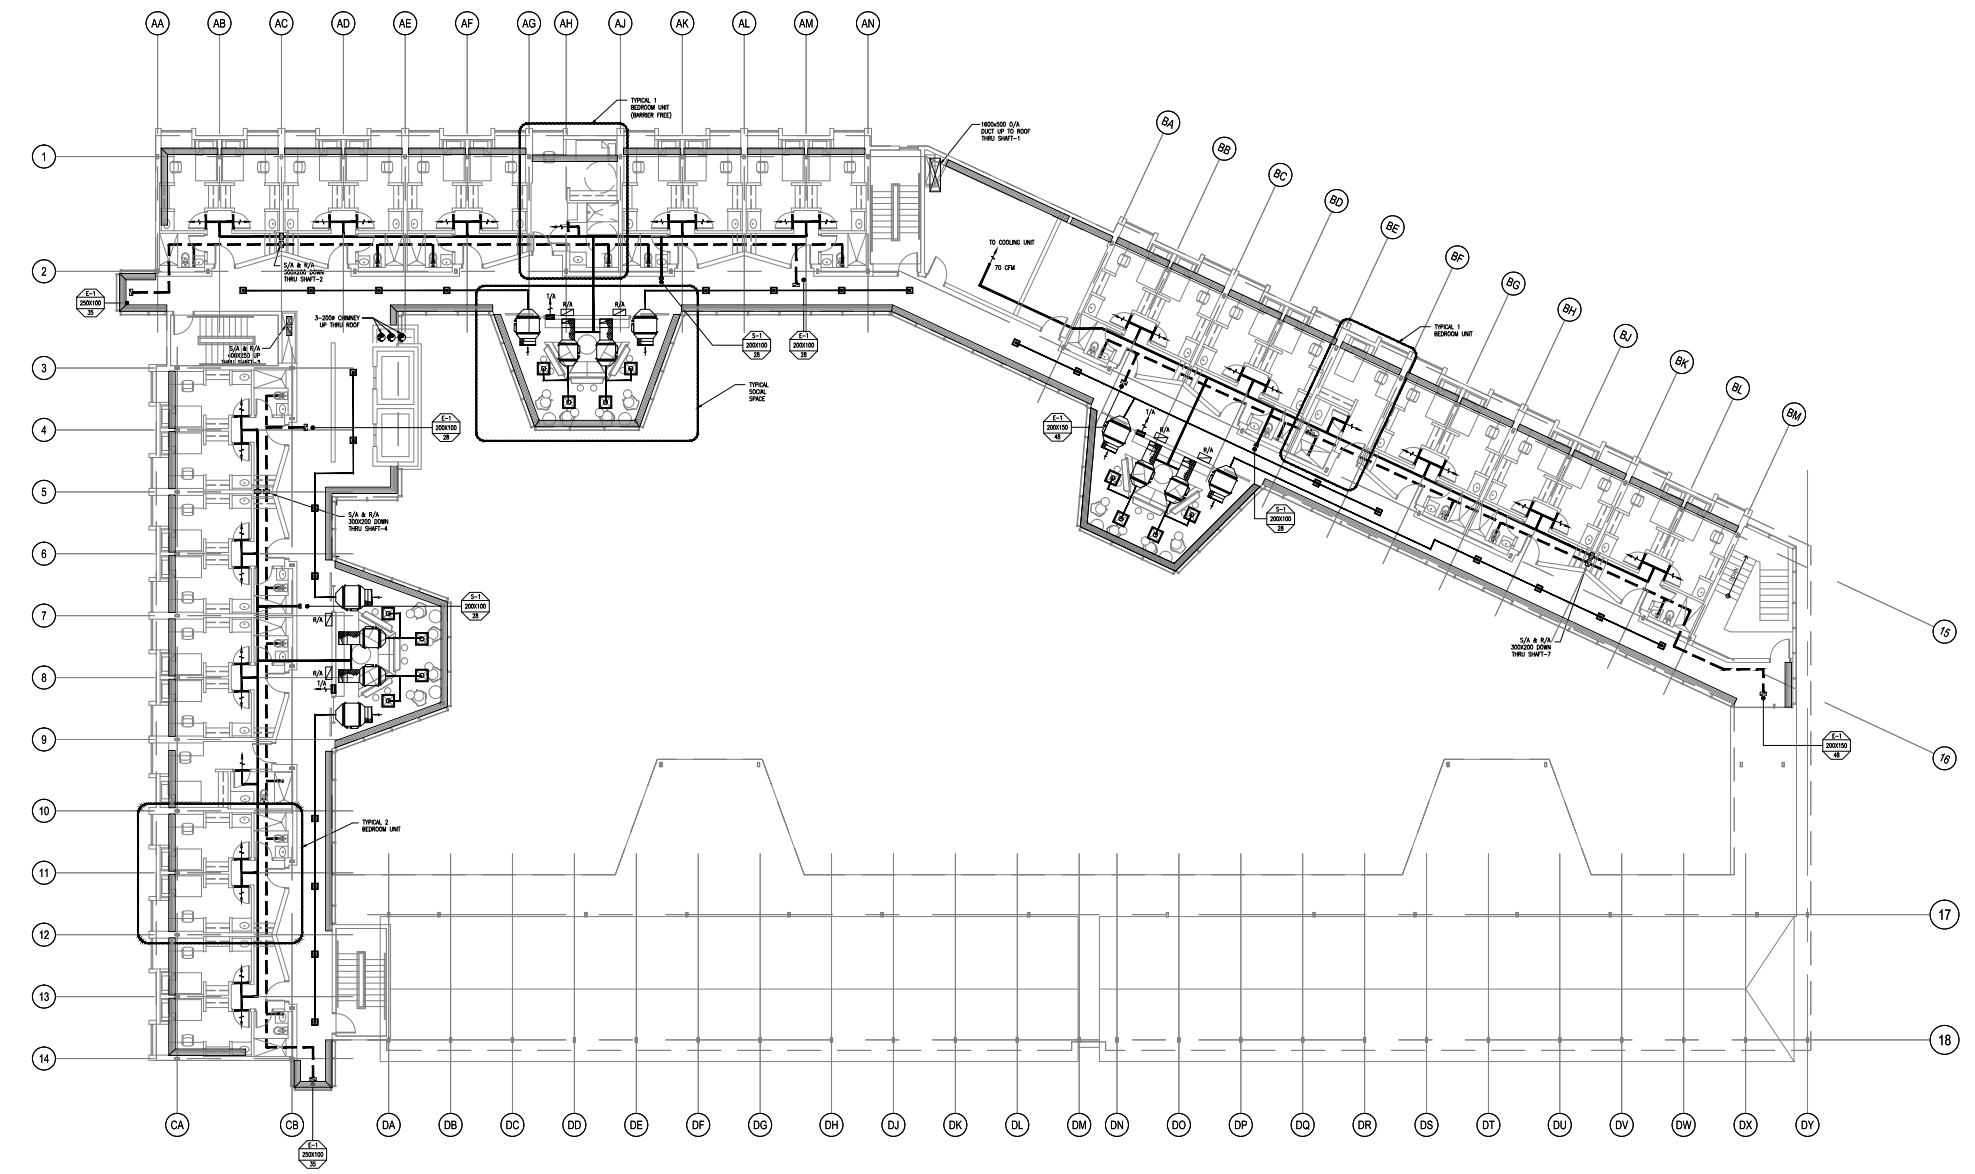 AA
AB
AC
AD
AE
AF
AG
AH
AJ
AK
AL
AM
AN
TYPICAL 1
BEDROOM UNIT
(BARRIER FREE)
1600x500 O/A
DUCT UP TO ROOF
THRU SHAFT-1
BA
BB
BC
BD
BE
BF
BG
BH
BJ
BK
BL
BM
1
2
3
4
5
6
7
8
9
10
11
12
13
14
15
16
17
18
TO COOLING UNIT
70 CFM
S/A & R/A
300X200 DOWN
THRU SHAFT-2
E-1
250X100
35
3-200ø CHIMNEY
UP THRU ROOF
S/A & R/A
400X250 UP
THRU SHAFT-3
T/A
R/A
R/A
S-1
200X100
28
E-1
200X100
28
TYPICAL
SOCIAL
SPACE
TYPICAL 1
BEDROOM UNIT
E-1
200X100
28
E-1
200X150
48
T/A
R/A
R/A
S-1
200X100
28
S/A & R/A
300X200 DOWN
THRU SHAFT-4
S-1
200X100
28
R/A
R/A
T/A
S/A & R/A
300X200 DOWN
THRU SHAFT-7
E-1
200X150
48
TYPICAL 2
BEDROOM UNIT
CA
CB
DA
DB
DC
DD
DE
DF
DG
DH
DJ
DK
DL
DM
DN
DO
DP
DQ
DR
DS
DT
DU
DV
DW
DX
DY
E-1
250X100
35